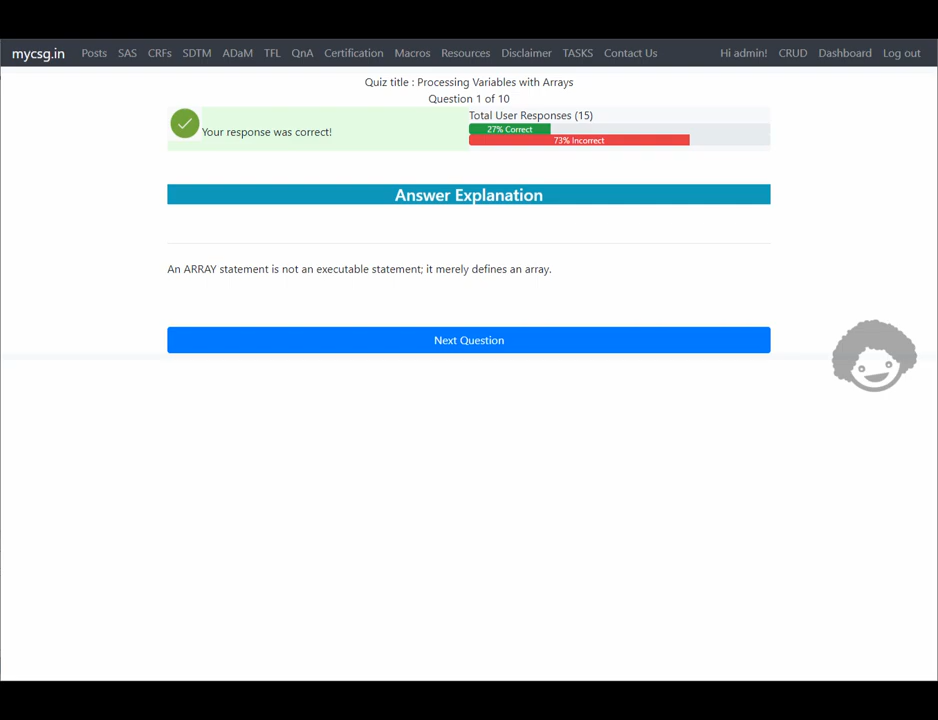 mycsg.in Posts SAS CRFs SDTM ADaM TFL QnA Certification Macros Resources Disclaimer TASKS Contact Us Hi admin! CRUD Dashboard Log out
Quiz title : Processing Variables with Arrays
Question 1 of 10
Your response was correct!
Total User Responses (15)
27% Correct
73% Incorrect
Answer Explanation
An ARRAY statement is not an executable statement; it merely defines an array.
Next Question